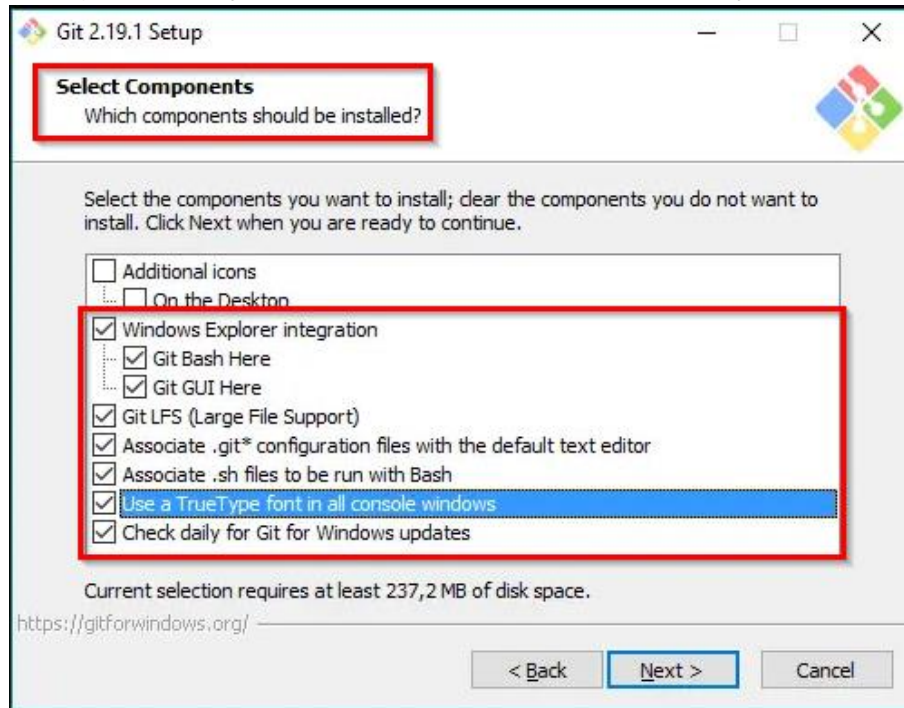 Git 2.19.1 Setup
Select Components
Which components should be installed?
Select the components you want to install; clear the components you do not want to
install. Click Next when you are ready to continue.
Additional icons
On the Desktop
Windows Explorer integration
Git Bash Here
Git GUI Here
Git LFS (Large File Support)
Associate .git* configuration files with the default text editor
Associate .sh files to be run with Bash
Use a TrueType font in all console windows
Check daily for Git for Windows updates
Current selection requires at least 237,2 MB of disk space.
https://gitforwindows.org/
< Back Next > Cancel